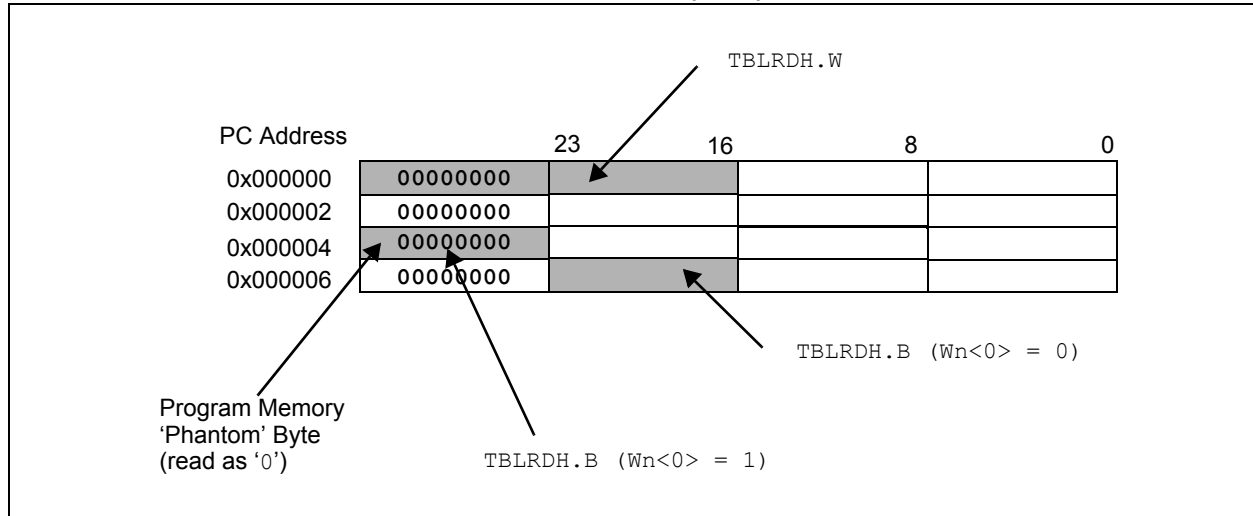 TBLRDH.W
PC Address
23 16 8 0
0x000000 00000000
0x000002 00000000
0x000004 00000000
0x000006 00000000
TBLRDH.B (Wn<0> = 0)
Program Memory
‘Phantom’ Byte
(read as ‘0’)
TBLRDH.B (Wn<0> = 1)